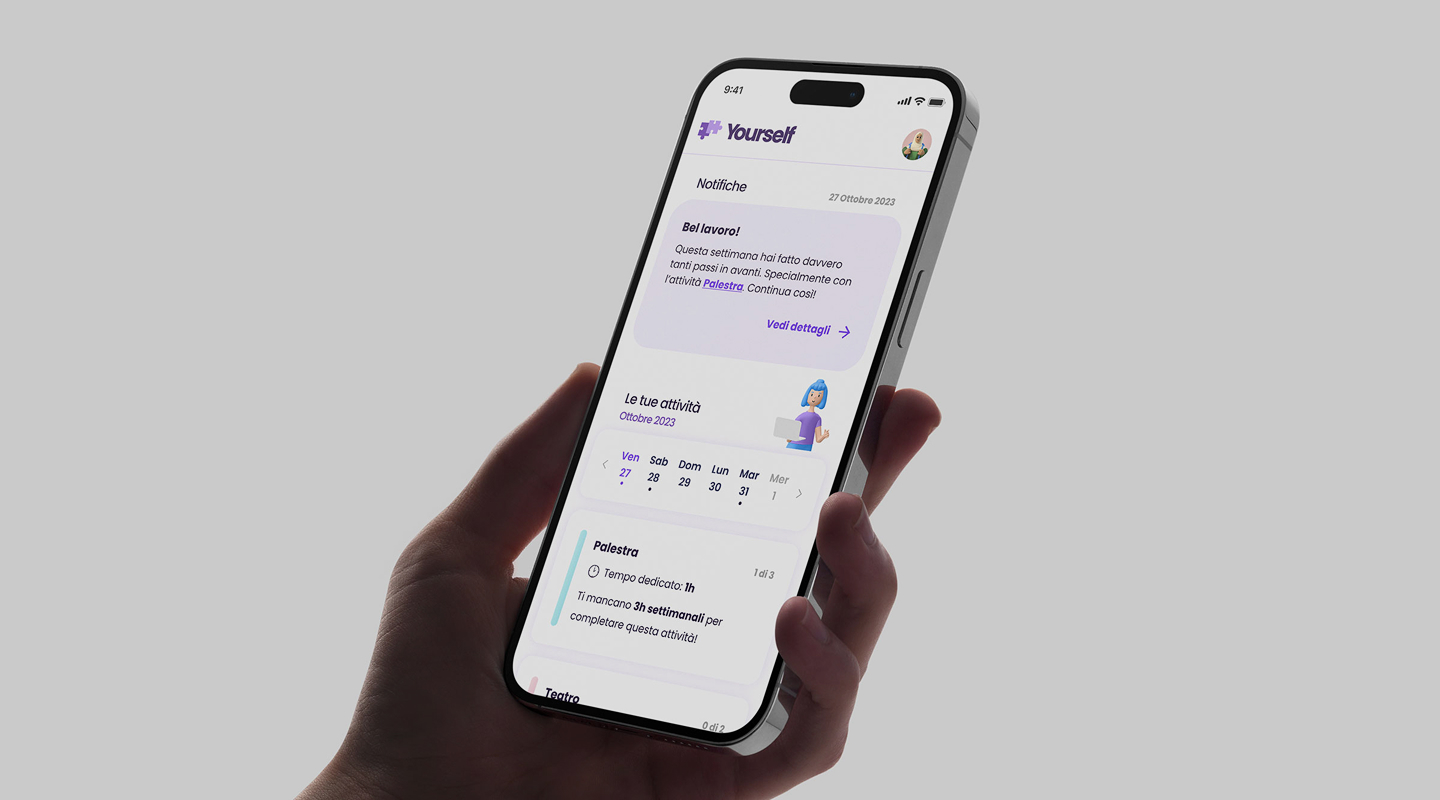 9:41
Yourself
Notifiche
27 Ottobre 2023
Bel lavoro!
Questa settimana hai fatto davvero
tanti passi in avanti. Specialmente con
l'attività Palestra. Continua così!
Vedi dettagli
Le tue attività
Ottobre 2023
Ven Sab Dom Lun Mar Mer
27 28 29 30 31 1
Palestra
1 di 3
Tempo dedicato: 1h
Ti mancano 3h settimanali per
completare questa attività!
Teatro
0 di 2